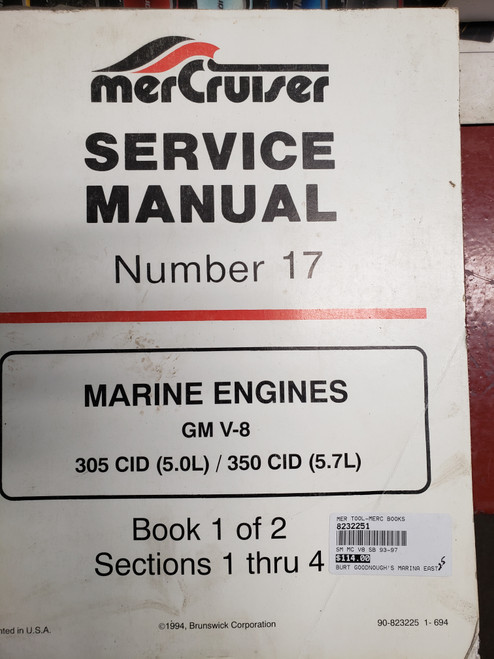 merCruiser
SERVICE
MANUAL
Number 17
MARINE ENGINES
GM V-8
305 CID (5.0L) / 350 CID (5.7L)
Book 1 of 2
Sections 1 thru 4
MER TOOL-MERC BOOKS
8232251
SM MC V8 SB 93-97
$114.00
BURT GOODNOUGH'S MARINA EAST
nted in U.S.A.
©1994, Brunswick Corporation
90-823225 1- 694